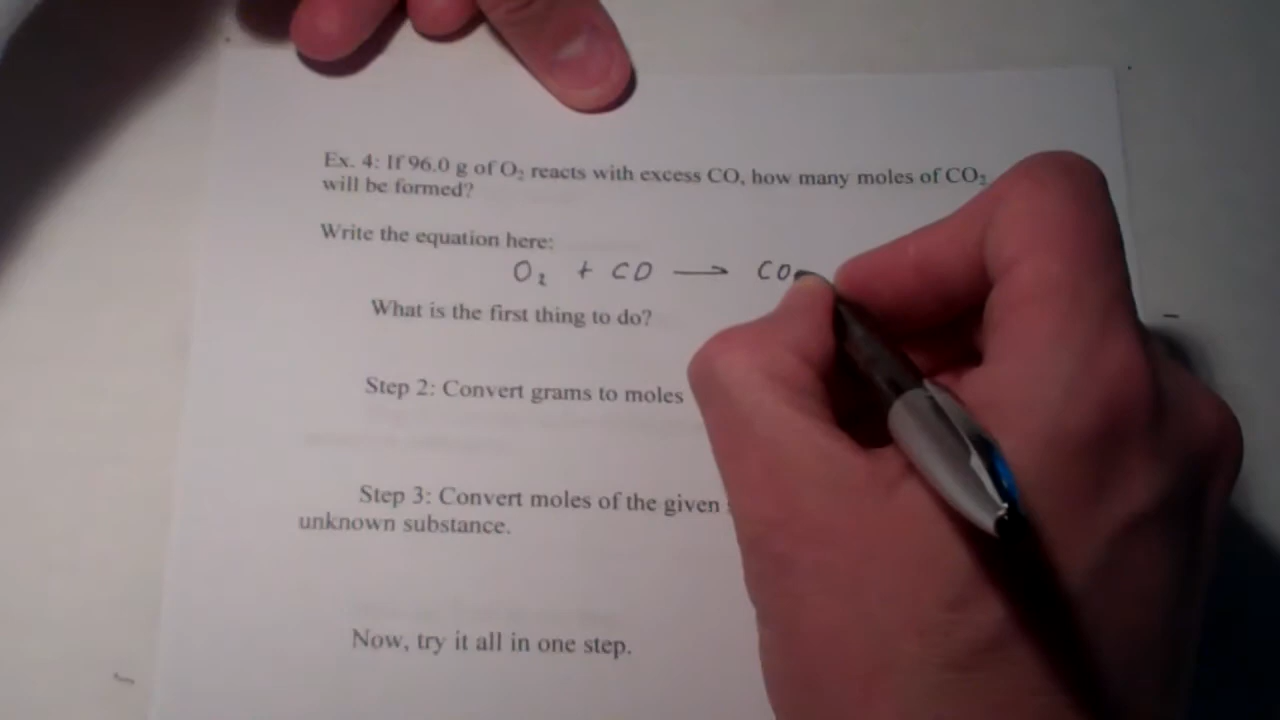 Ex. 4: If 96.0 g of O₂ reacts with excess CO, how many moles of CO₂
will be formed?
Write the equation here:
O₂ + CO → CO
What is the first thing to do?
Step 2: Convert grams to moles
Step 3: Convert moles of the given
unknown substance.
Now, try it all in one step.